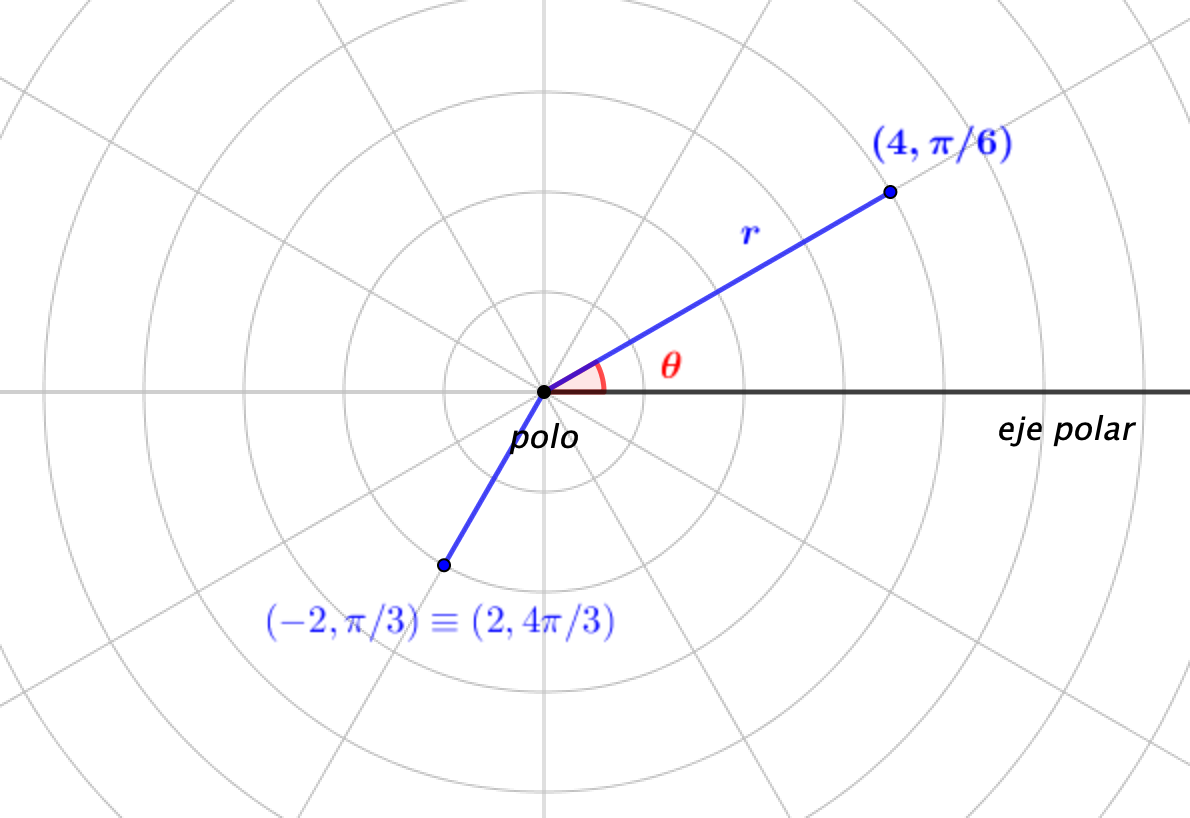 (4, π/6)
r
θ
eje polar
polo
(−2, π/3) ≡ (2, 4π/3)